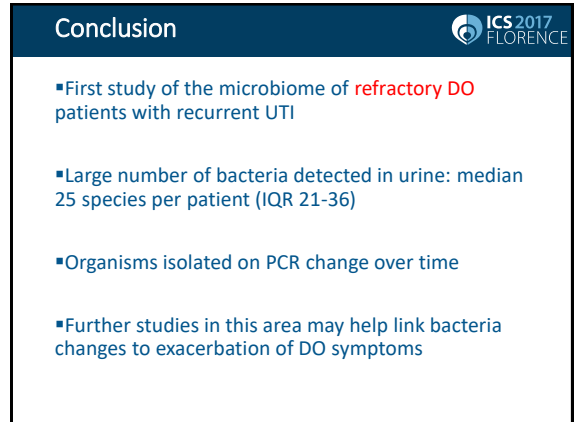 Conclusion
ICS 2017
FLORENCE
▪First study of the microbiome of refractory DO
patients with recurrent UTI
▪Large number of bacteria detected in urine: median
25 species per patient (IQR 21-36)
▪Organisms isolated on PCR change over time
▪Further studies in this area may help link bacteria
changes to exacerbation of DO symptoms